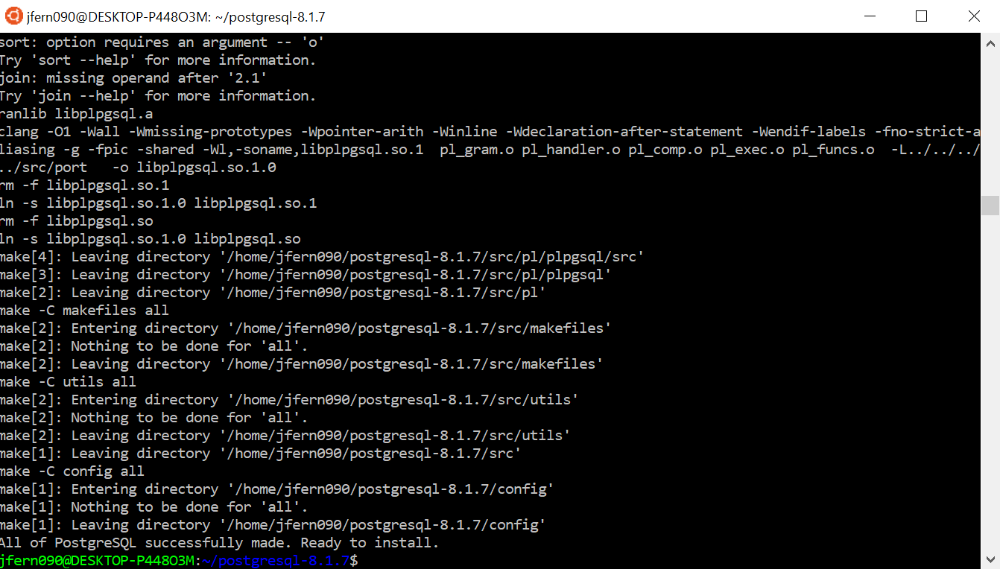 jfern090@DESKTOP-P448O3M: ~/postgresql-8.1.7
sort: option requires an argument -- 'o'
Try 'sort --help' for more information.
join: missing operand after '2.1'
Try 'join --help' for more information.
ranlib libplpgsql.a
clang -O1 -Wall -Wmissing-prototypes -Wpointer-arith -Winline -Wdeclaration-after-statement -Wendif-labels -fno-strict-a
liasing -g -fpic -shared -Wl,-soname,libplpgsql.so.1  pl_gram.o pl_handler.o pl_comp.o pl_exec.o pl_funcs.o  -L../../../
../src/port   -o libplpgsql.so.1.0
rm -f libplpgsql.so.1
ln -s libplpgsql.so.1.0 libplpgsql.so.1
rm -f libplpgsql.so
ln -s libplpgsql.so.1.0 libplpgsql.so
make[4]: Leaving directory '/home/jfern090/postgresql-8.1.7/src/pl/plpgsql/src'
make[3]: Leaving directory '/home/jfern090/postgresql-8.1.7/src/pl/plpgsql'
make[2]: Leaving directory '/home/jfern090/postgresql-8.1.7/src/pl'
make -C makefiles all
make[2]: Entering directory '/home/jfern090/postgresql-8.1.7/src/makefiles'
make[2]: Nothing to be done for 'all'.
make[2]: Leaving directory '/home/jfern090/postgresql-8.1.7/src/makefiles'
make -C utils all
make[2]: Entering directory '/home/jfern090/postgresql-8.1.7/src/utils'
make[2]: Nothing to be done for 'all'.
make[2]: Leaving directory '/home/jfern090/postgresql-8.1.7/src/utils'
make[1]: Leaving directory '/home/jfern090/postgresql-8.1.7/src'
make -C config all
make[1]: Entering directory '/home/jfern090/postgresql-8.1.7/config'
make[1]: Nothing to be done for 'all'.
make[1]: Leaving directory '/home/jfern090/postgresql-8.1.7/config'
All of PostgreSQL successfully made. Ready to install.
jfern090@DESKTOP-P448O3M:~/postgresql-8.1.7$